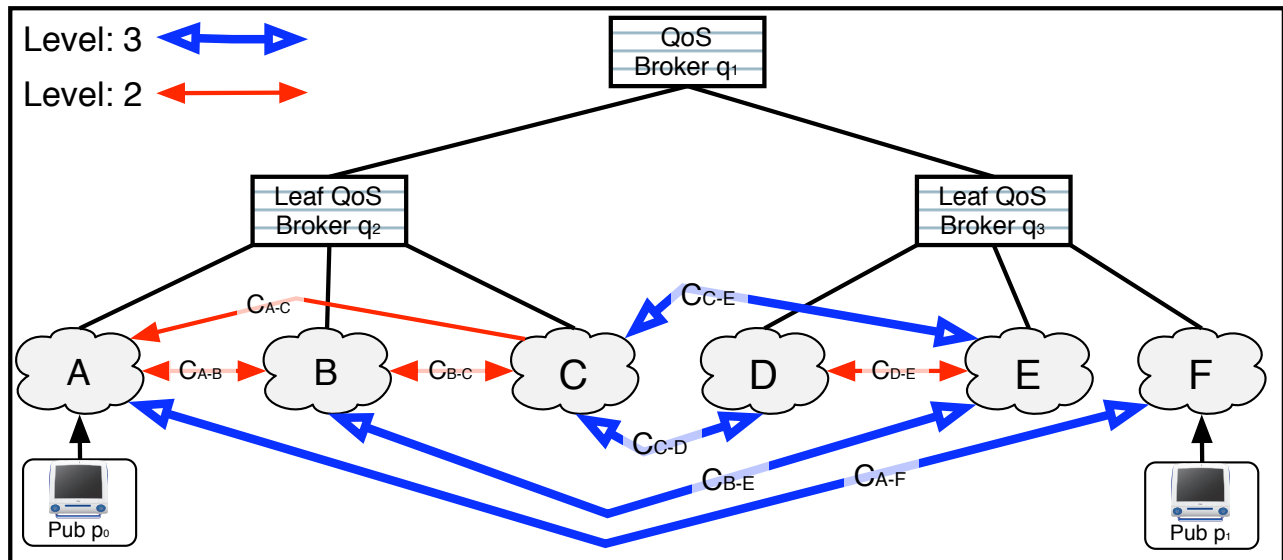 Level: 3
Level: 2
QoS
Broker q1
Leaf QoS
Broker q2
Leaf QoS
Broker q3
CA-C
CC-E
A
CA-B
B
CB-C
C
D
CD-E
E
F
CC-D
CB-E
CA-F
Pub p0
Pub p1